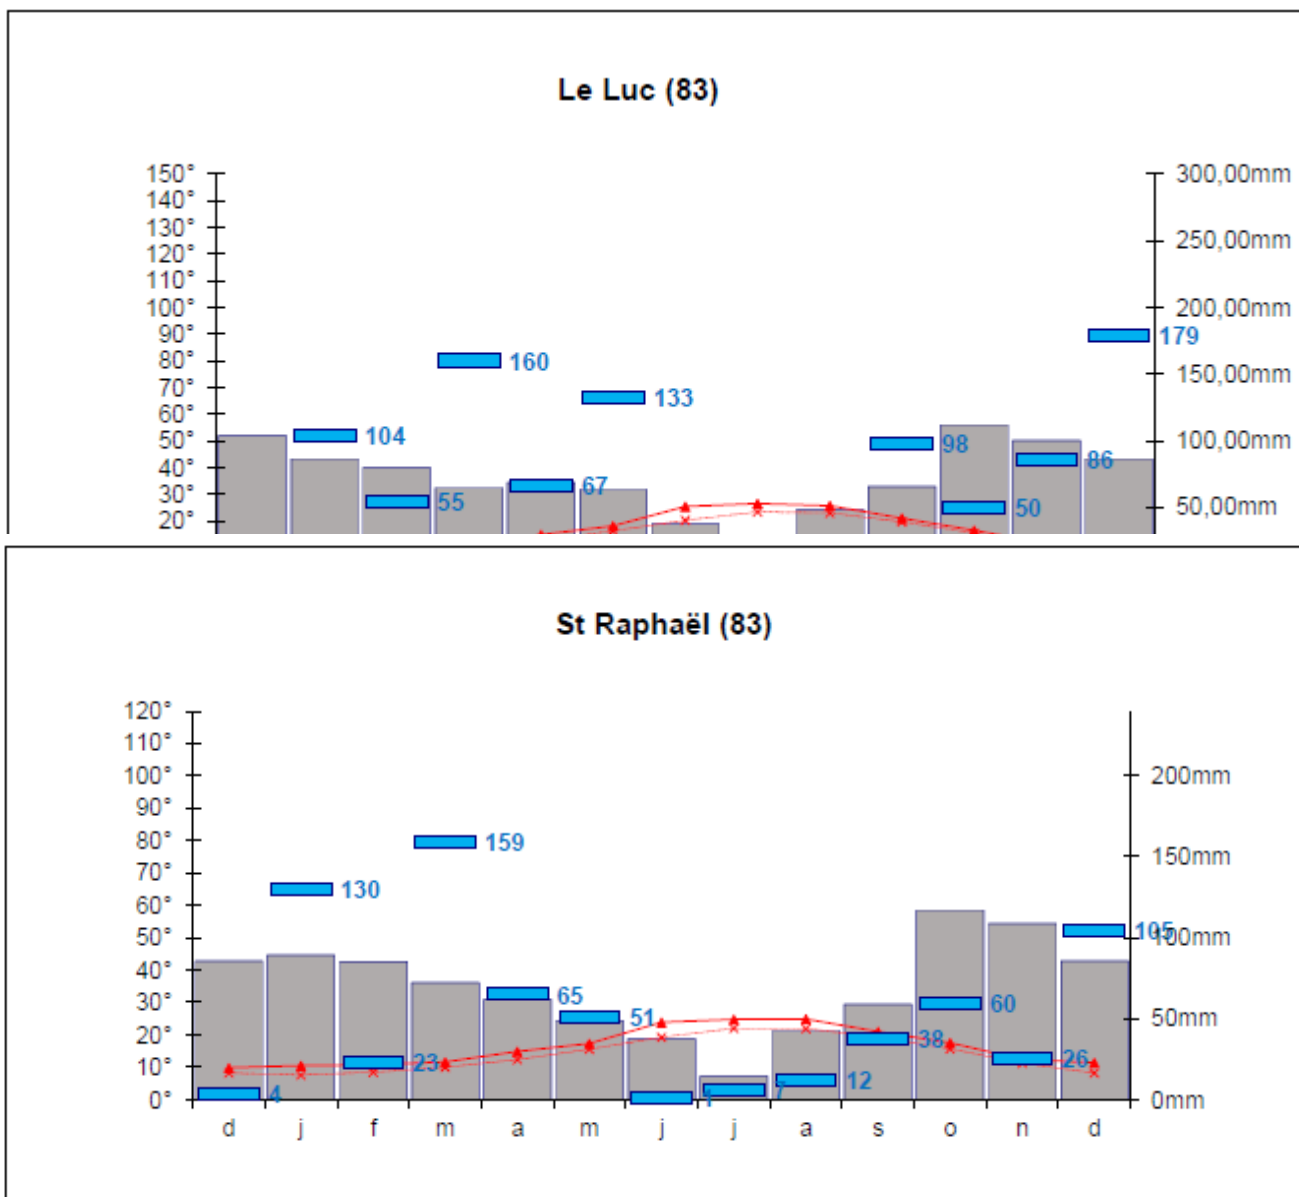 Le Luc (83)
150° 300,00mm
140°
130° 250,00mm
120°
110°
100° 200,00mm
90° 179
80° 160
70° 150,00mm
60° 133
50° 104 98 100,00mm
40° 86
30° 55 67 50 50,00mm
20°
St Raphaël (83)
120°
110°
100° 200mm
90°
80° 159
70° 150mm
60° 130
50° 105 100mm
40°
30° 65 60
20° 51 38 50mm
10° 23 12 26
0° 4 1 7 0mm
d j f m a m j j a s o n d